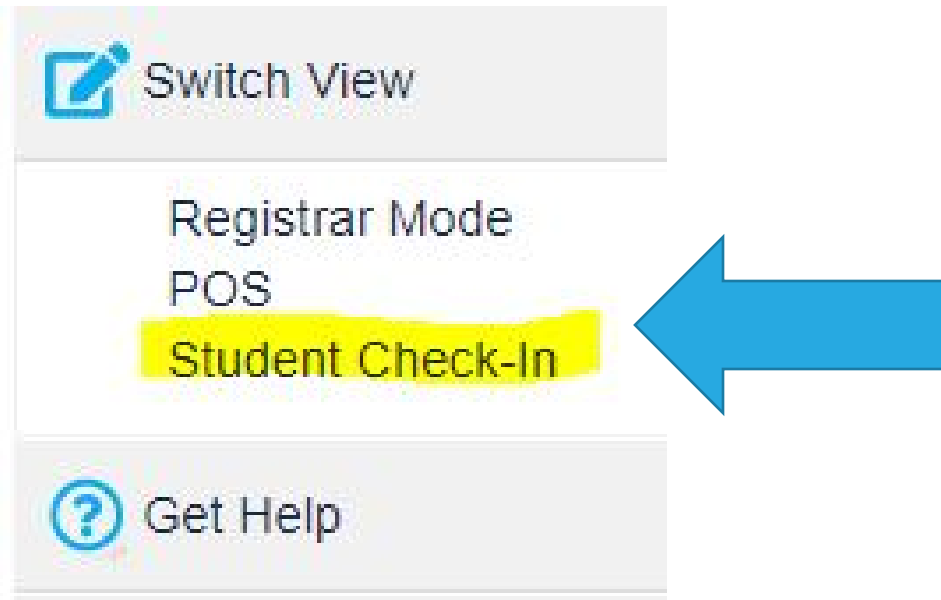 Switch View
Registrar Mode
POS
Student Check-In
Get Help